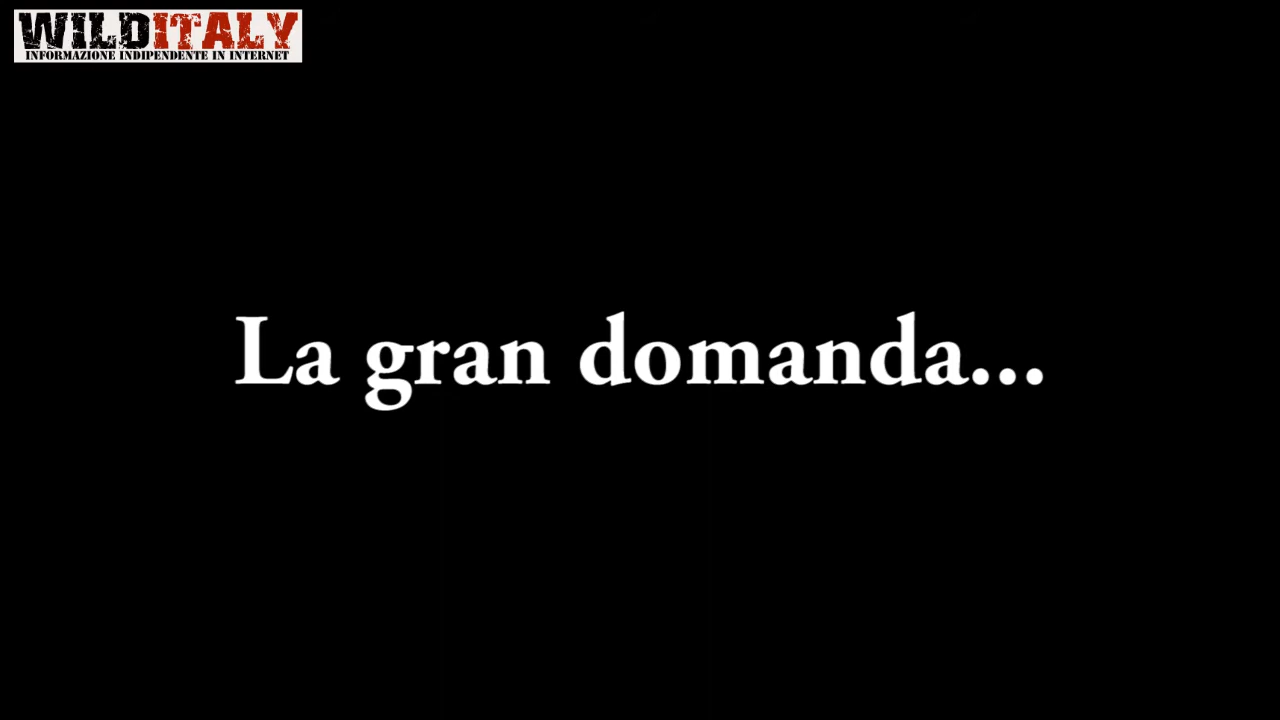 WILDITALY
INFORMAZIONE INDIPENDENTE IN INTERNET
La gran domanda...